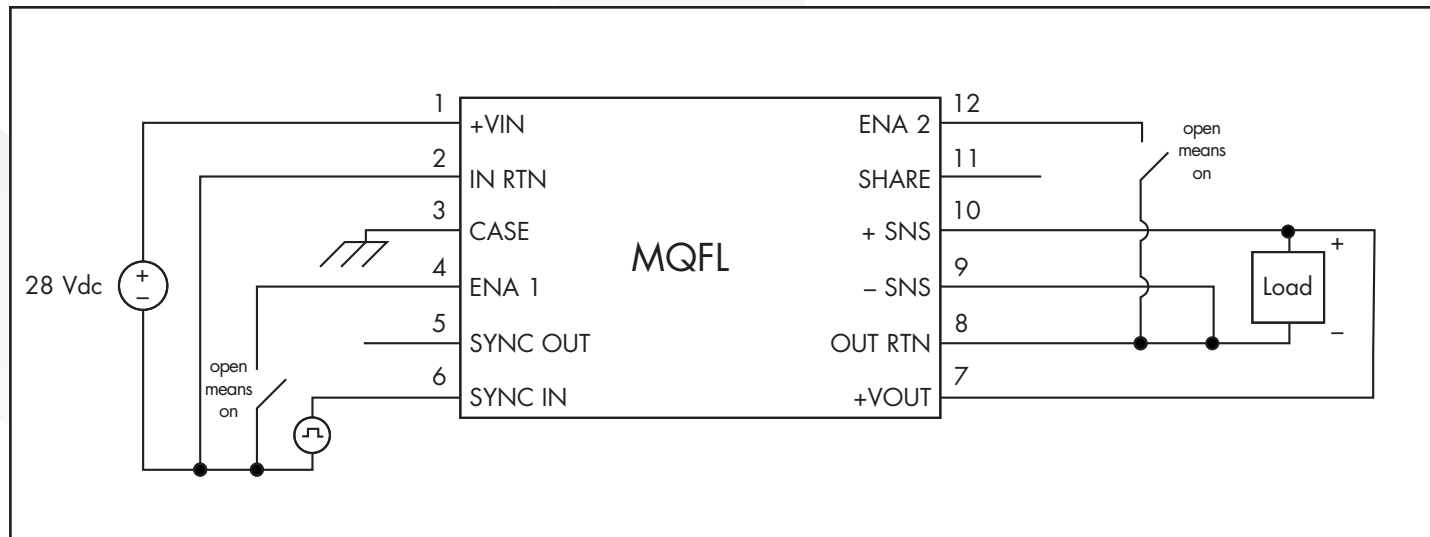 1
+VIN
2
IN RTN
3
CASE
4
ENA 1
5
SYNC OUT
6
SYNC IN
28 Vdc
+
–
open
means
on
MQFL
12
ENA 2
11
SHARE
10
+ SNS
9
– SNS
8
OUT RTN
7
+VOUT
open
means
on
+
Load
–